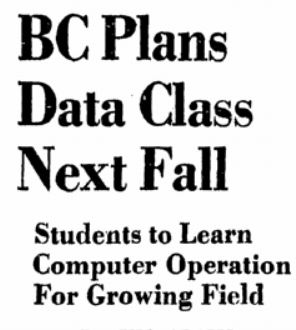 BC Plans
Data Class
Next Fall
Students to Learn
Computer Operation
For Growing Field